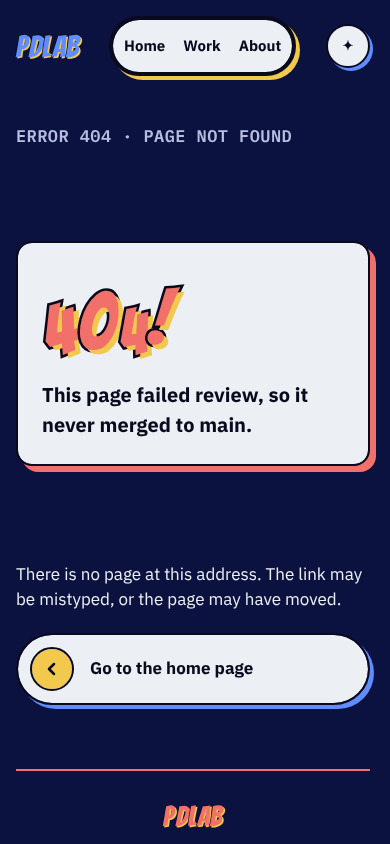 PDLAB
Home Work About
ERROR 404 · PAGE NOT FOUND
404!
This page failed review, so it
never merged to main.
There is no page at this address. The link may
be mistyped, or the page may have moved.
Go to the home page
PDLAB